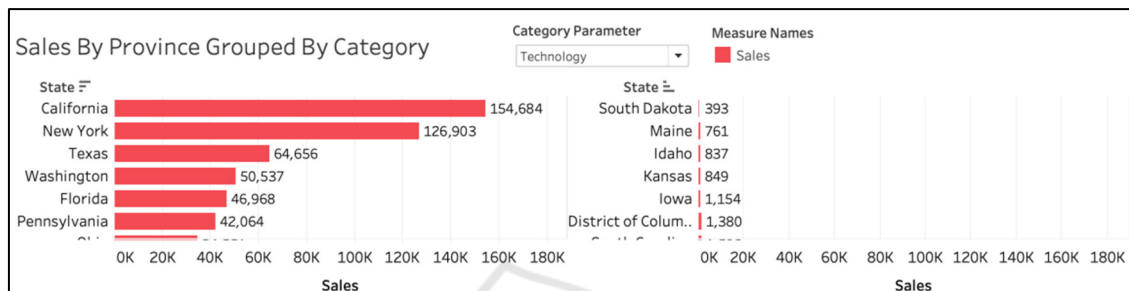 Sales By Province Grouped By Category
Category Parameter
Technology
Measure Names
Sales
State
California 154,684
New York 126,903
Texas 64,656
Washington 50,537
Florida 46,968
Pennsylvania 42,064
0K 20K 40K 60K 80K 100K 120K 140K 160K 180K
Sales
State
South Dakota 393
Maine 761
Idaho 837
Kansas 849
Iowa 1,154
District of Colum.. 1,380
0K 20K 40K 60K 80K 100K 120K 140K 160K 180K
Sales